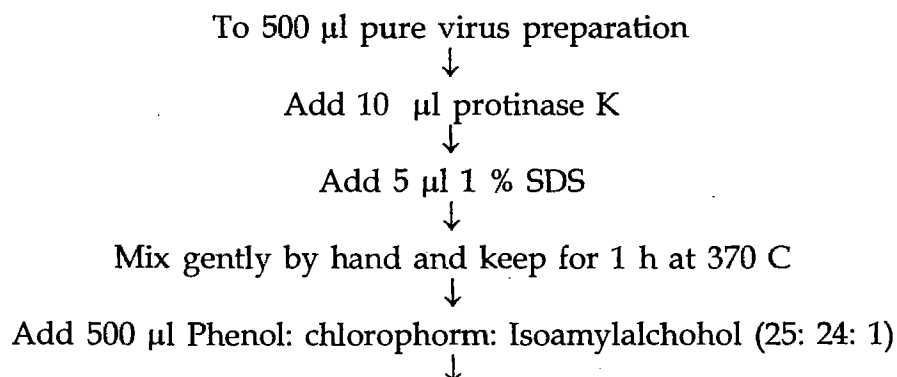 To 500 μl pure virus preparation
↓
Add 10 μl protinase K
↓
Add 5 μl 1 % SDS
↓
Mix gently by hand and keep for 1 h at 370 C
↓
Add 500 μl Phenol: chlorophorm: Isoamylalchohol (25: 24: 1)
↓